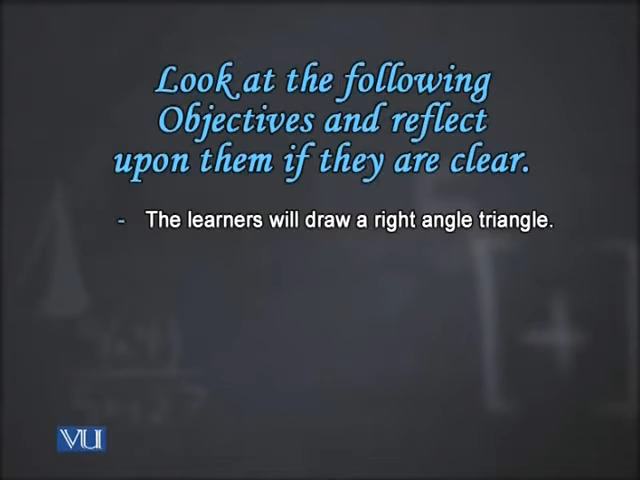 Look at the following
Objectives and reflect
upon them if they are clear.
- The learners will draw a right angle triangle.
VU